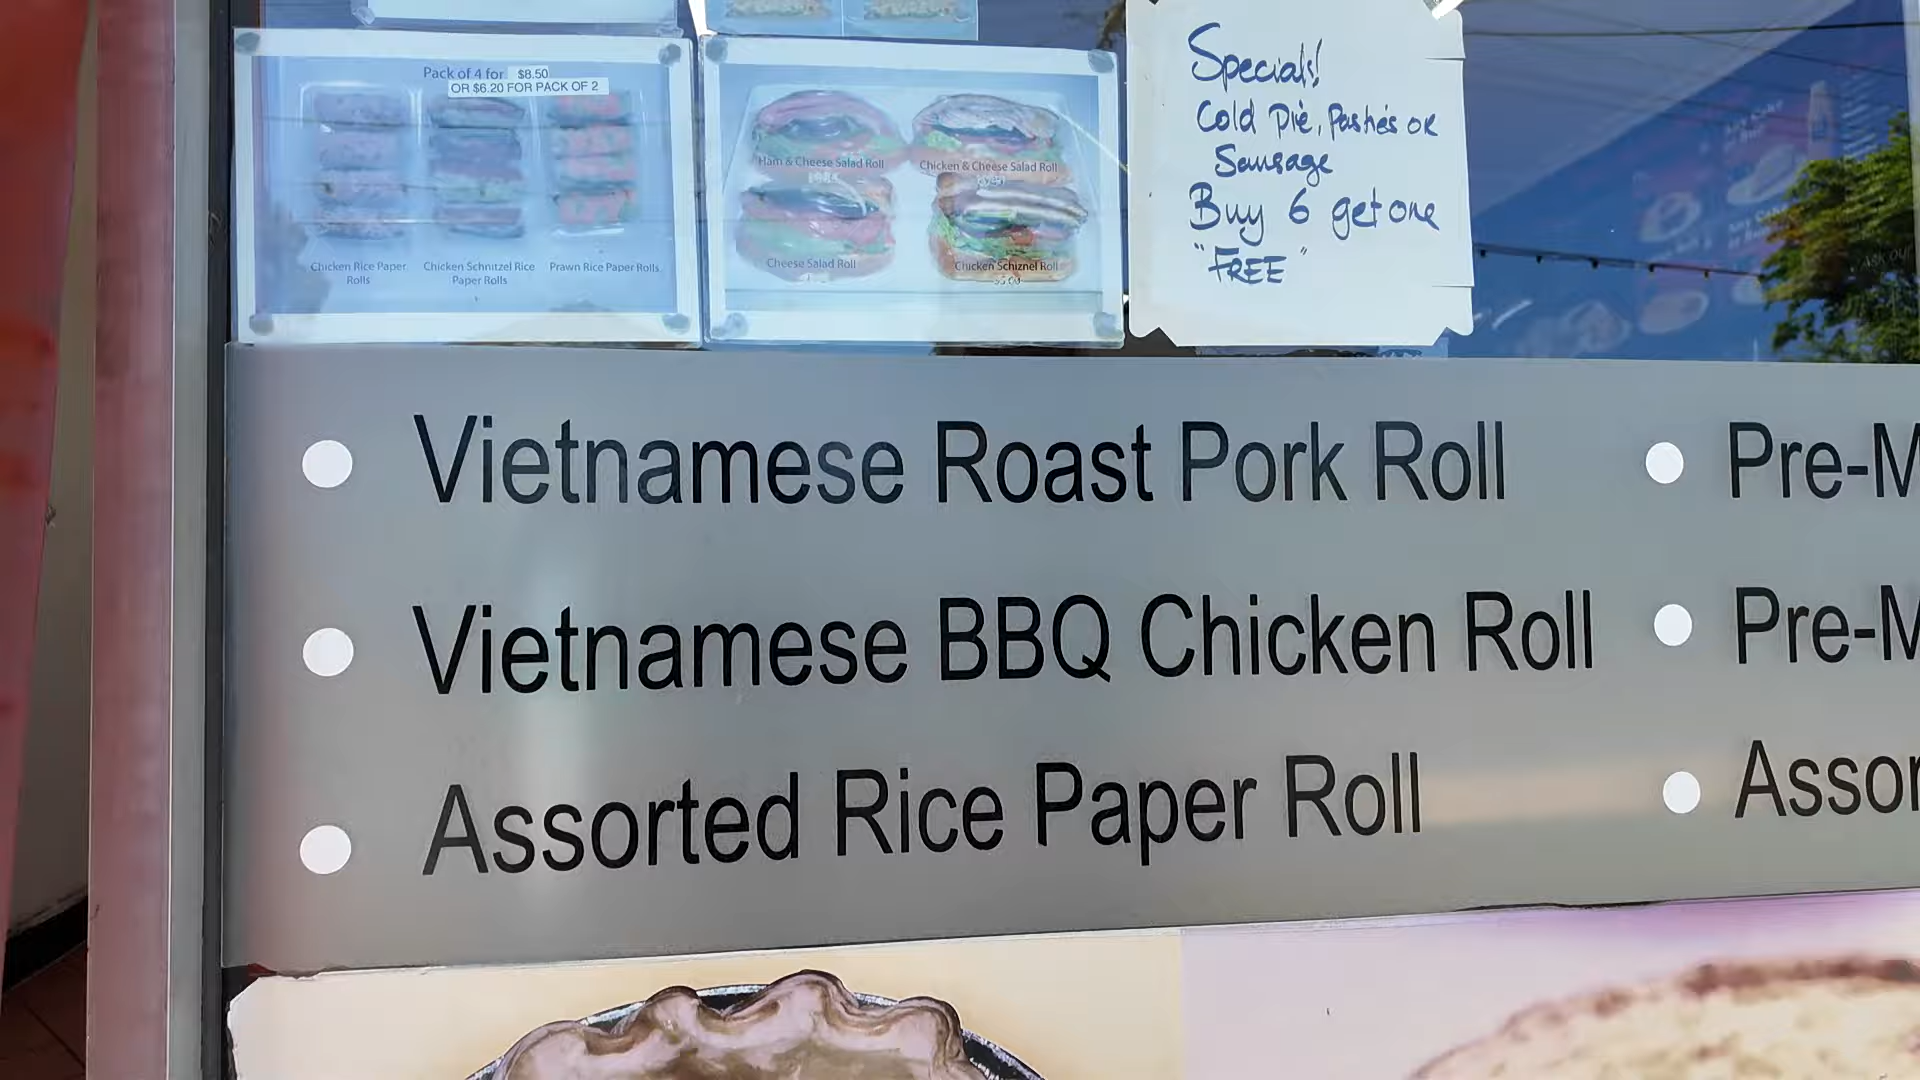 Pack of 4 for $8.50
OR $6.20 FOR PACK OF 2
Chicken Rice Paper
Rolls
Chicken Schnitzel Rice
Paper Rolls
Prawn Rice Paper Rolls
Ham & Cheese Salad Roll
Chicken & Cheese Salad Roll
Cheese Salad Roll
Chicken Schiznel Roll
Specials!
Cold Pie, Pasties or
Sausage
Buy 6 get one
"FREE"
Vietnamese Roast Pork Roll
Pre-M
Vietnamese BBQ Chicken Roll
Pre-M
Assorted Rice Paper Roll
Assor